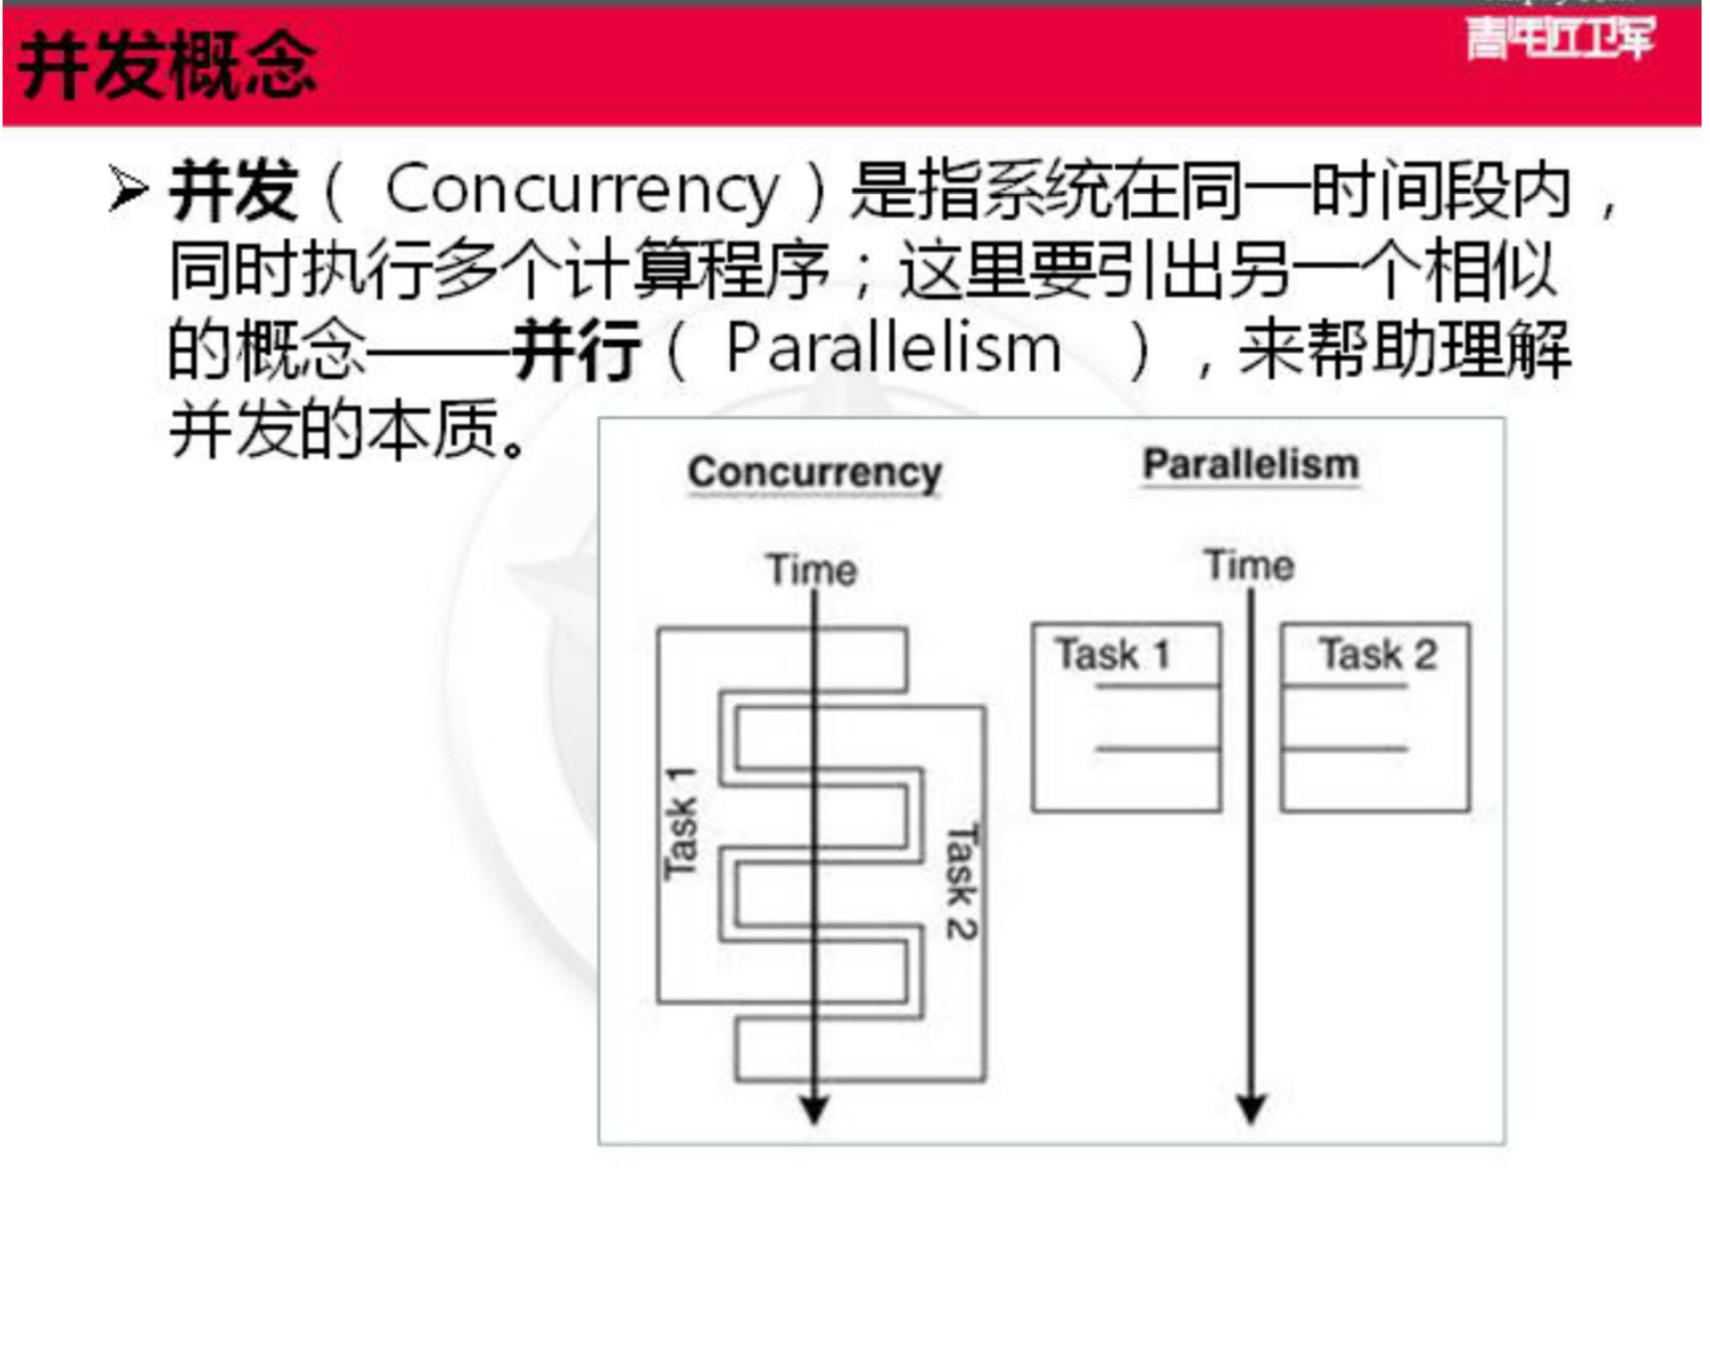 青年近卫军
并发概念
➢ 并发（ Concurrency ）是指系统在同一时间段内，
同时执行多个计算程序；这里要引出另一个相似
的概念——并行（ Parallelism ），来帮助理解
并发的本质。
Concurrency
Parallelism
Time
Time
Task 1
Task 2
Task 1
Task 2